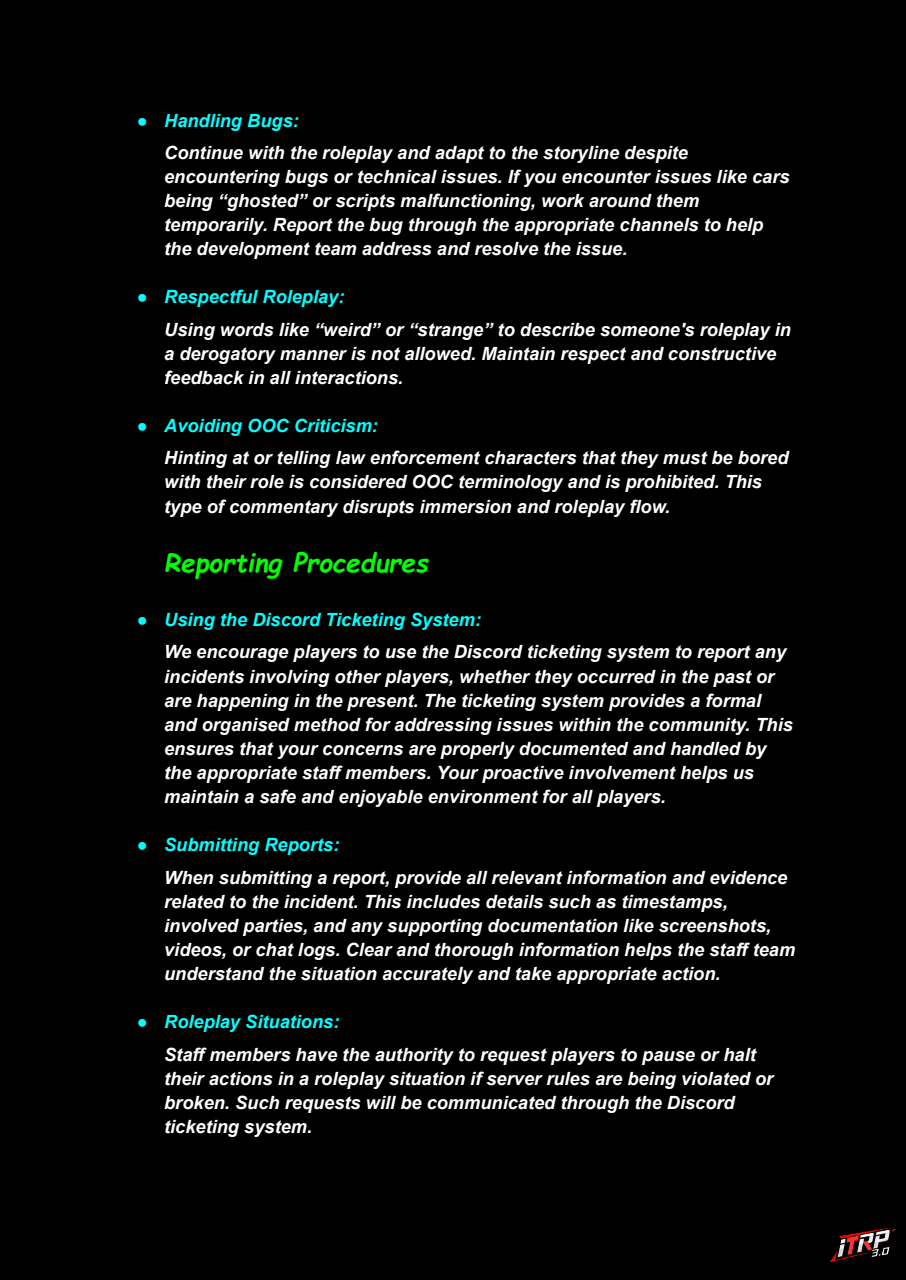 ● Handling Bugs:
Continue with the roleplay and adapt to the storyline despite
encountering bugs or technical issues. If you encounter issues like cars
being “ghosted” or scripts malfunctioning, work around them
temporarily. Report the bug through the appropriate channels to help
the development team address and resolve the issue.
● Respectful Roleplay:
Using words like “weird” or “strange” to describe someone's roleplay in
a derogatory manner is not allowed. Maintain respect and constructive
feedback in all interactions.
● Avoiding OOC Criticism:
Hinting at or telling law enforcement characters that they must be bored
with their role is considered OOC terminology and is prohibited. This
type of commentary disrupts immersion and roleplay flow.
Reporting Procedures
● Using the Discord Ticketing System:
We encourage players to use the Discord ticketing system to report any
incidents involving other players, whether they occurred in the past or
are happening in the present. The ticketing system provides a formal
and organised method for addressing issues within the community. This
ensures that your concerns are properly documented and handled by
the appropriate staff members. Your proactive involvement helps us
maintain a safe and enjoyable environment for all players.
● Submitting Reports:
When submitting a report, provide all relevant information and evidence
related to the incident. This includes details such as timestamps,
involved parties, and any supporting documentation like screenshots,
videos, or chat logs. Clear and thorough information helps the staff team
understand the situation accurately and take appropriate action.
● Roleplay Situations:
Staff members have the authority to request players to pause or halt
their actions in a roleplay situation if server rules are being violated or
broken. Such requests will be communicated through the Discord
ticketing system.
iTRP
3.0